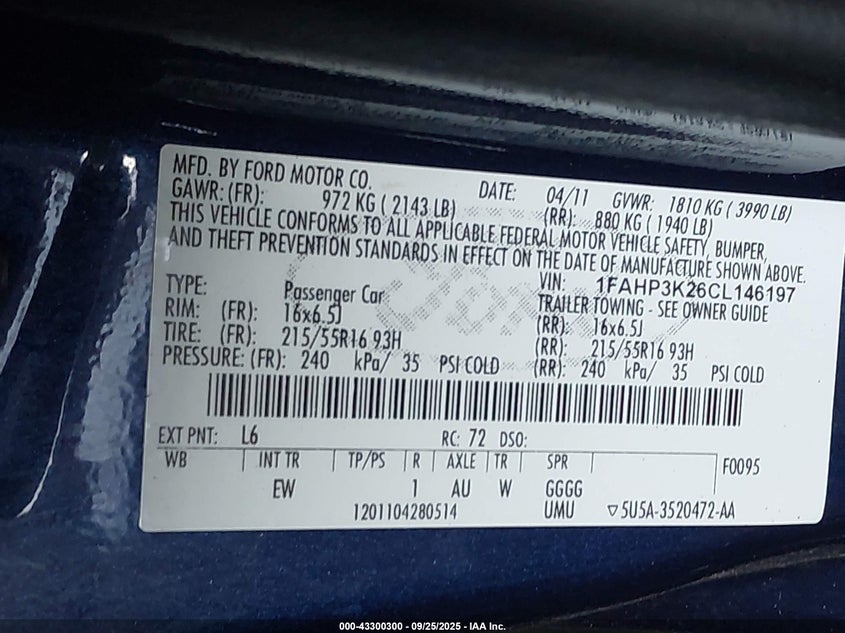 MFD. BY FORD MOTOR CO. DATE: 04/11 GVWR: 1810 KG ( 3990 LB)
GAWR: (FR): 972 KG ( 2143 LB) (RR): 880 KG ( 1940 LB)
THIS VEHICLE CONFORMS TO ALL APPLICABLE FEDERAL MOTOR VEHICLE SAFETY, BUMPER,
AND THEFT PREVENTION STANDARDS IN EFFECT ON THE DATE OF MANUFACTURE SHOWN ABOVE.
VIN: 1FAHP3K26CL146197
TYPE: Passenger Car TRAILER TOWING - SEE OWNER GUIDE
RIM: (FR): 16x6.5J (RR): 16x6.5J
TIRE: (FR): 215/55R16 93H (RR): 215/55R16 93H
PRESSURE: (FR): 240 kPa/ 35 PSI COLD (RR): 240 kPa/ 35 PSI COLD
EXT PNT: L6 RC: 72 DSO:
WB INT TR TP/PS R AXLE TR SPR F0095
EW 1 AU W GGGG
1201104280514 UMU ▽5U5A-3520472-AA
000-43300300 - 09/25/2025 - IAA Inc.